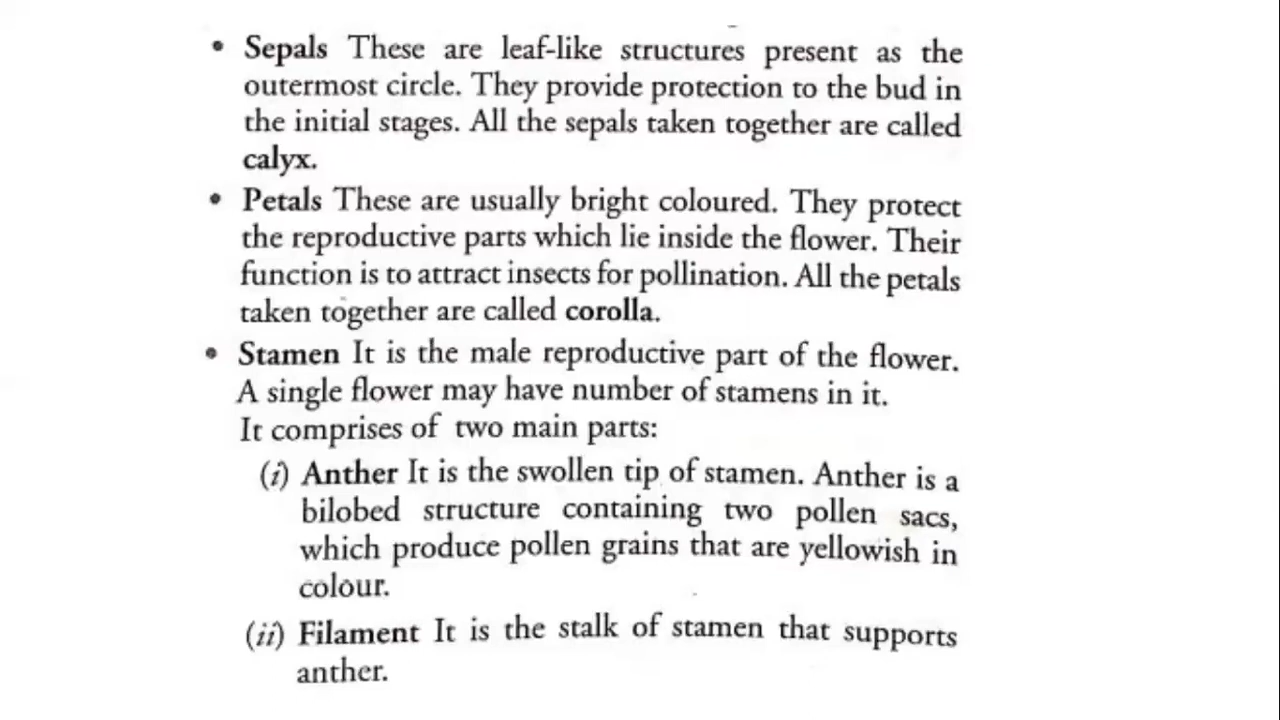 • Sepals These are leaf-like structures present as the
outermost circle. They provide protection to the bud in
the initial stages. All the sepals taken together are called
calyx.
• Petals These are usually bright coloured. They protect
the reproductive parts which lie inside the flower. Their
function is to attract insects for pollination. All the petals
taken together are called corolla.
• Stamen It is the male reproductive part of the flower.
A single flower may have number of stamens in it.
It comprises of two main parts:
(i) Anther It is the swollen tip of stamen. Anther is a
bilobed structure containing two pollen sacs,
which produce pollen grains that are yellowish in
colour.
(ii) Filament It is the stalk of stamen that supports
anther.